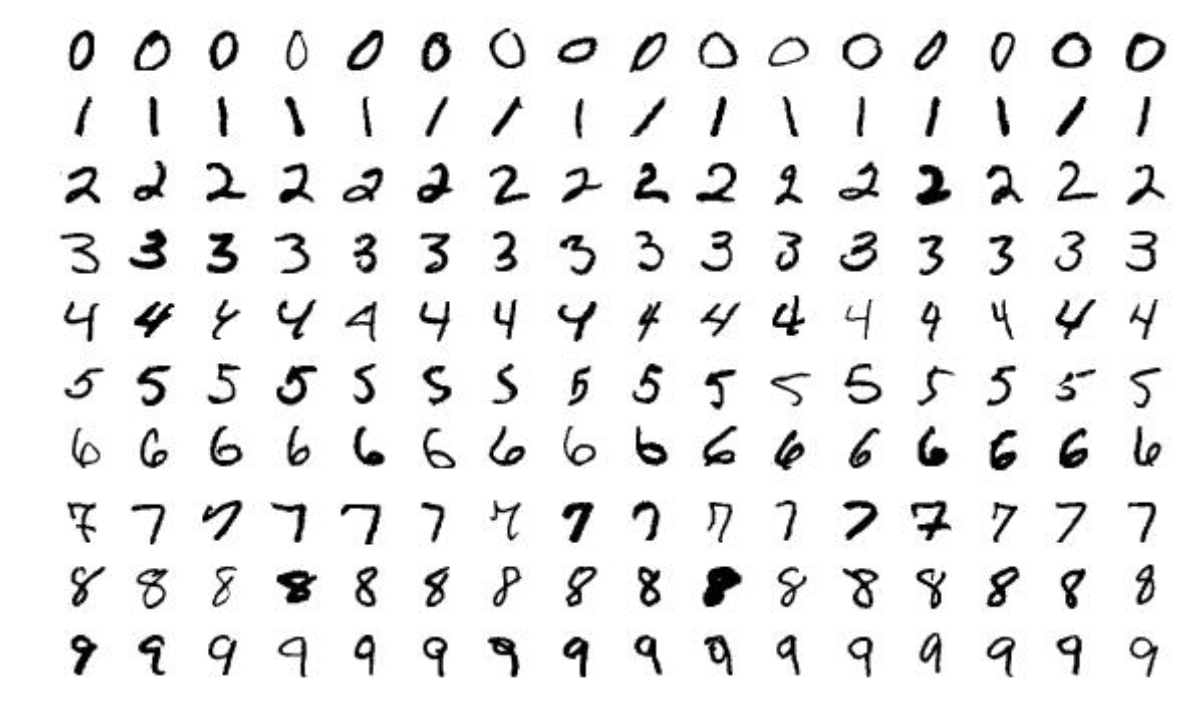 0 0 0 0 0 0 0 0 0 0 0 0 0 0 0 0
1 1 1 1 1 1 1 1 1 1 1 1 1 1 1 1
2 2 2 2 2 2 2 2 2 2 2 2 2 2 2 2
3 3 3 3 3 3 3 3 3 3 3 3 3 3 3 3
4 4 4 4 4 4 4 4 4 4 4 4 4 4 4 4
5 5 5 5 5 5 5 5 5 5 5 5 5 5 5 5
6 6 6 6 6 6 6 6 6 6 6 6 6 6 6 6
7 7 7 7 7 7 7 7 7 7 7 7 7 7 7 7
8 8 8 8 8 8 8 8 8 8 8 8 8 8 8 8
9 9 9 9 9 9 9 9 9 9 9 9 9 9 9 9